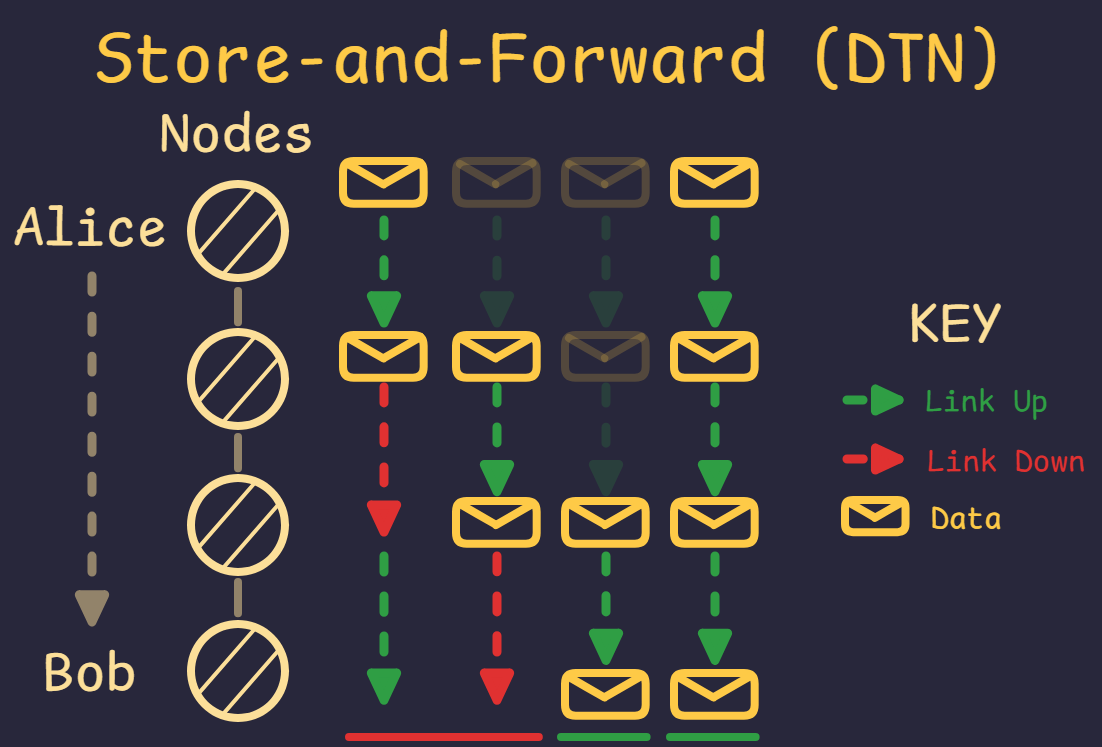 Store-and-Forward (DTN)
Nodes
Alice
Bob
KEY
Link Up
Link Down
Data